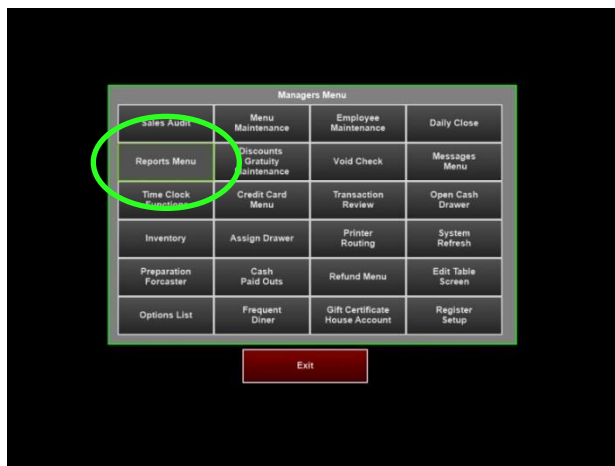 Managers Menu
Sales Audit
Menu
Maintenance
Employee
Maintenance
Daily Close
Reports Menu
Discounts
Gratuity
Maintenance
Void Check
Messages
Menu
Time Clock
Functions
Credit Card
Menu
Transaction
Review
Open Cash
Drawer
Inventory
Assign Drawer
Printer
Routing
System
Refresh
Preparation
Forcaster
Cash
Paid Outs
Refund Menu
Edit Table
Screen
Options List
Frequent
Diner
Gift Certificate
House Account
Register
Setup
Exit